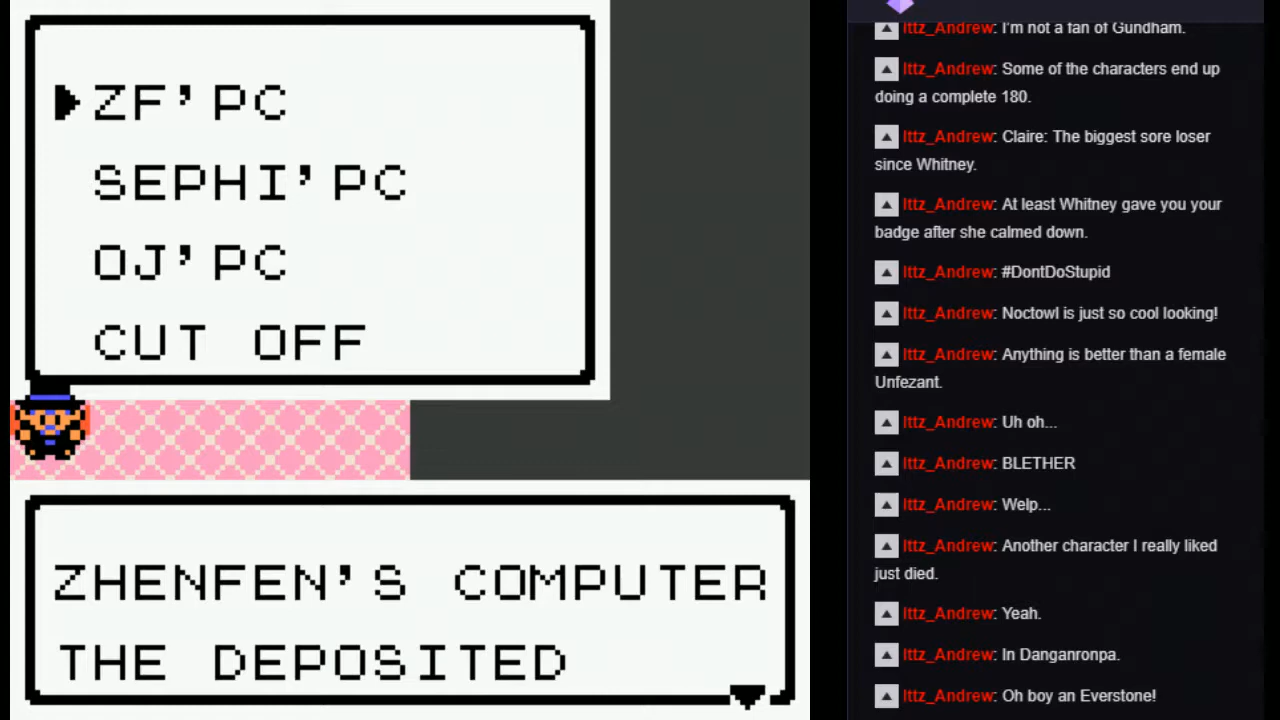 ZF'PC
SEPHI'PC
OJ'PC
CUT OFF
ZHENFEN'S COMPUTER
THE DEPOSITED
Ittz_Andrew: I'm not a fan of Gundham.
Ittz_Andrew: Some of the characters end up
doing a complete 180.
Ittz_Andrew: Claire: The biggest sore loser
since Whitney.
Ittz_Andrew: At least Whitney gave you your
badge after she calmed down.
Ittz_Andrew: #DontDoStupid
Ittz_Andrew: Noctowl is just so cool looking!
Ittz_Andrew: Anything is better than a female
Unfezant.
Ittz_Andrew: Uh oh...
Ittz_Andrew: BLETHER
Ittz_Andrew: Welp...
Ittz_Andrew: Another character I really liked
just died.
Ittz_Andrew: Yeah.
Ittz_Andrew: In Danganronpa.
Ittz_Andrew: Oh boy an Everstone!